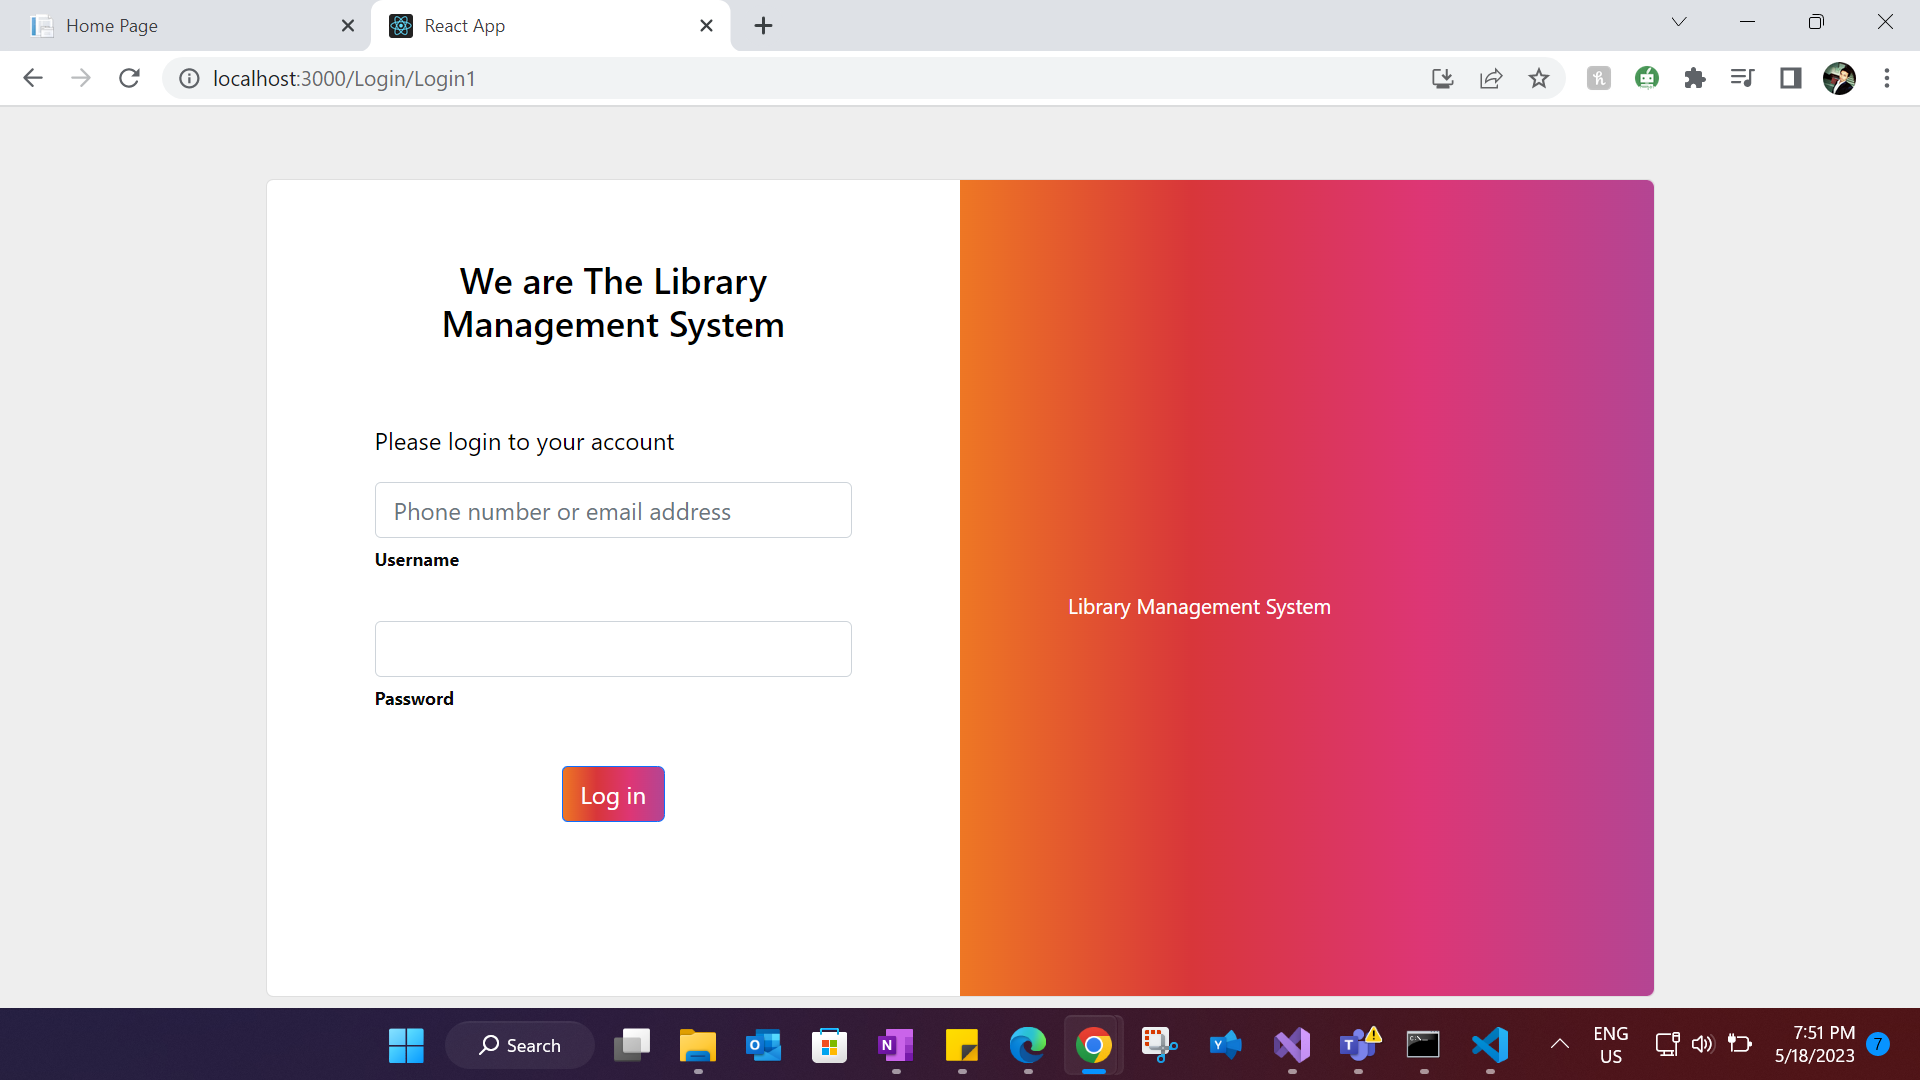 Home Page
React App
localhost:3000/Login/Login1
We are The Library
Management System
Please login to your account
Phone number or email address
Username
Password
Log in
Library Management System
Search
ENG
US
7:51 PM
5/18/2023
7